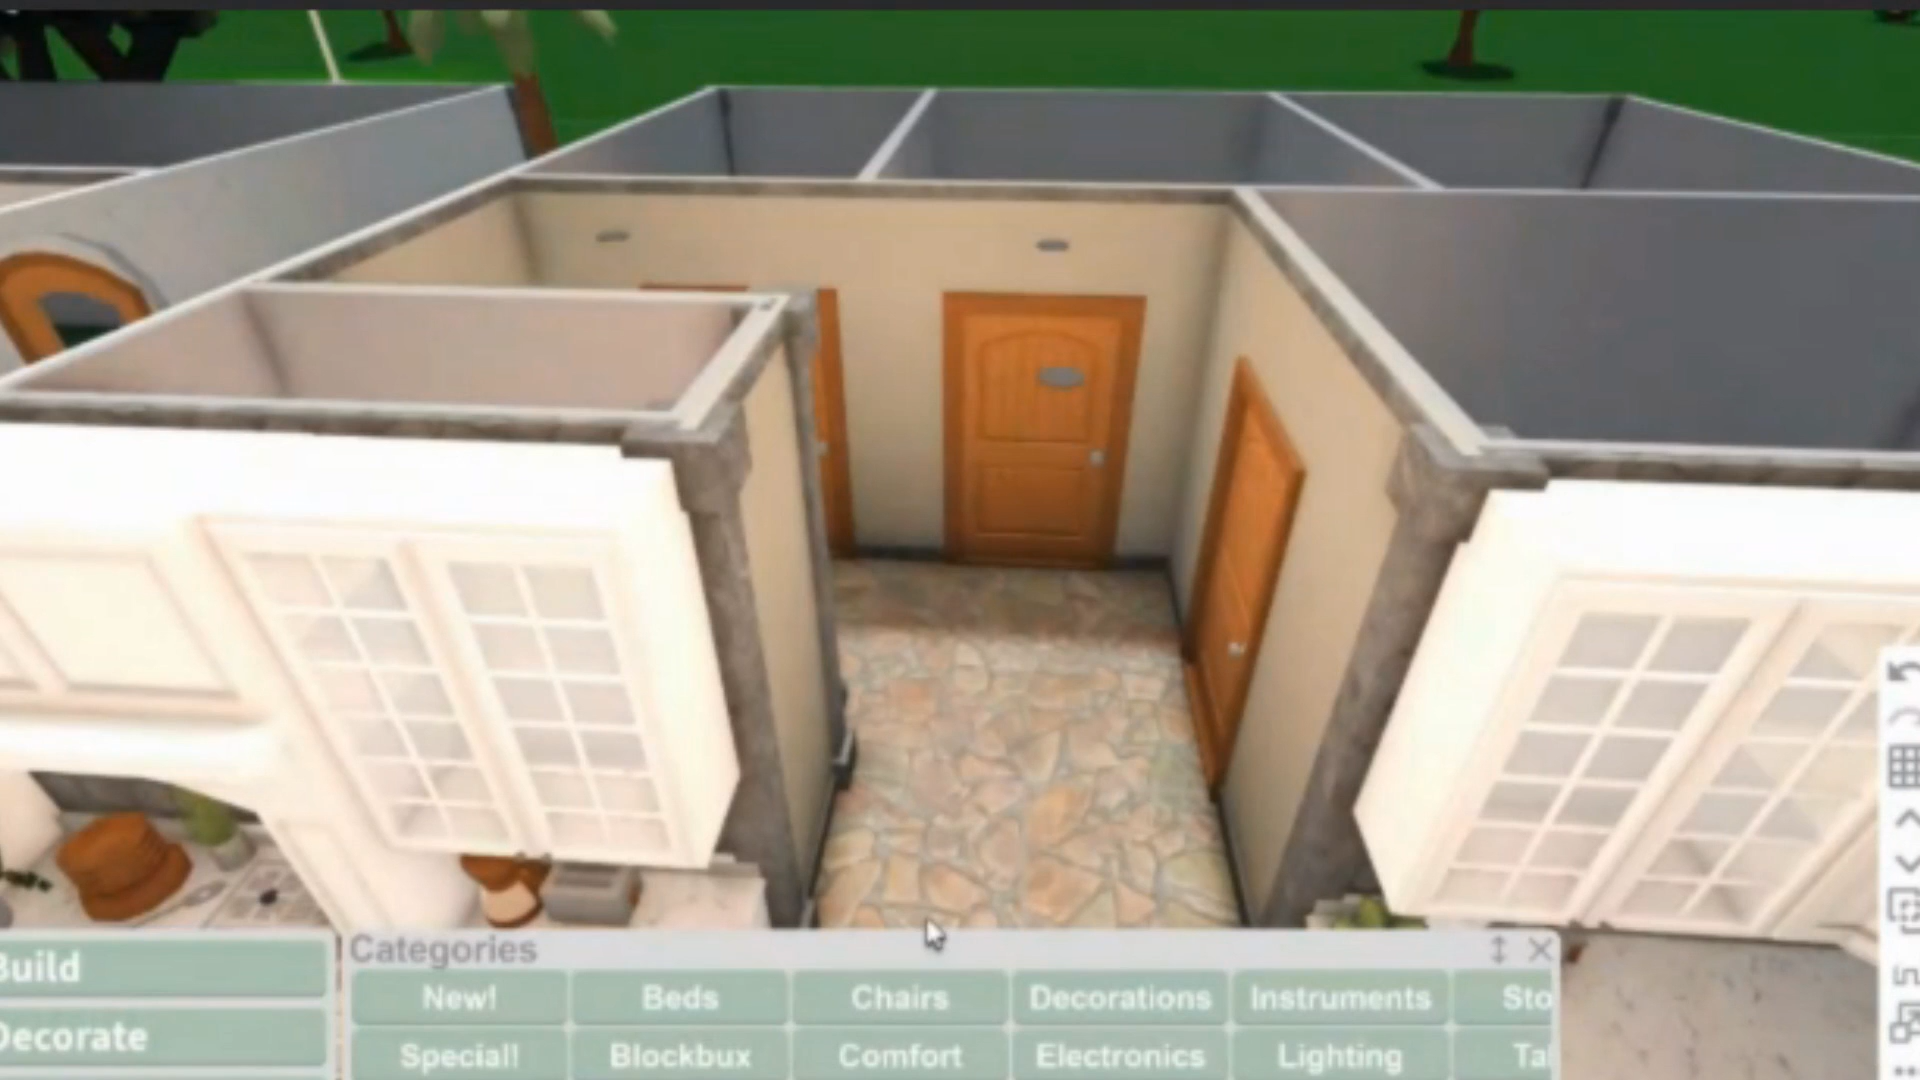 Build
Categories
New!
Beds
Chairs
Decorations
Instruments
Decorate
Special!
Blockbux
Comfort
Electronics
Lighting